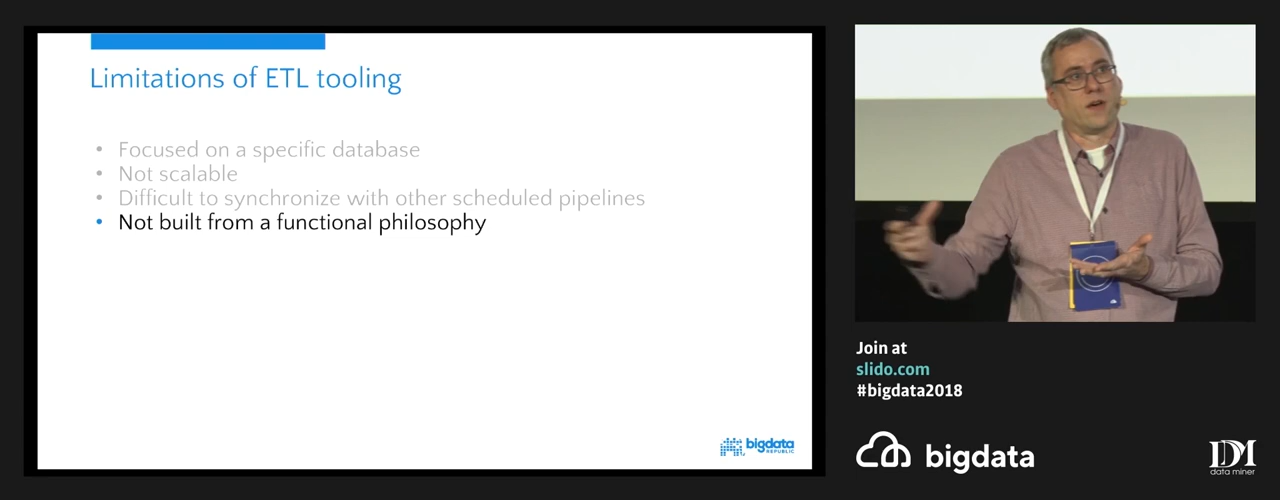 Limitations of ETL tooling
Focused on a specific database
Not scalable
Difficult to synchronize with other scheduled pipelines
Not built from a functional philosophy
bigdata
REPUBLIC
Join at
slido.com
#bigdata2018
bigdata
DM
data miner